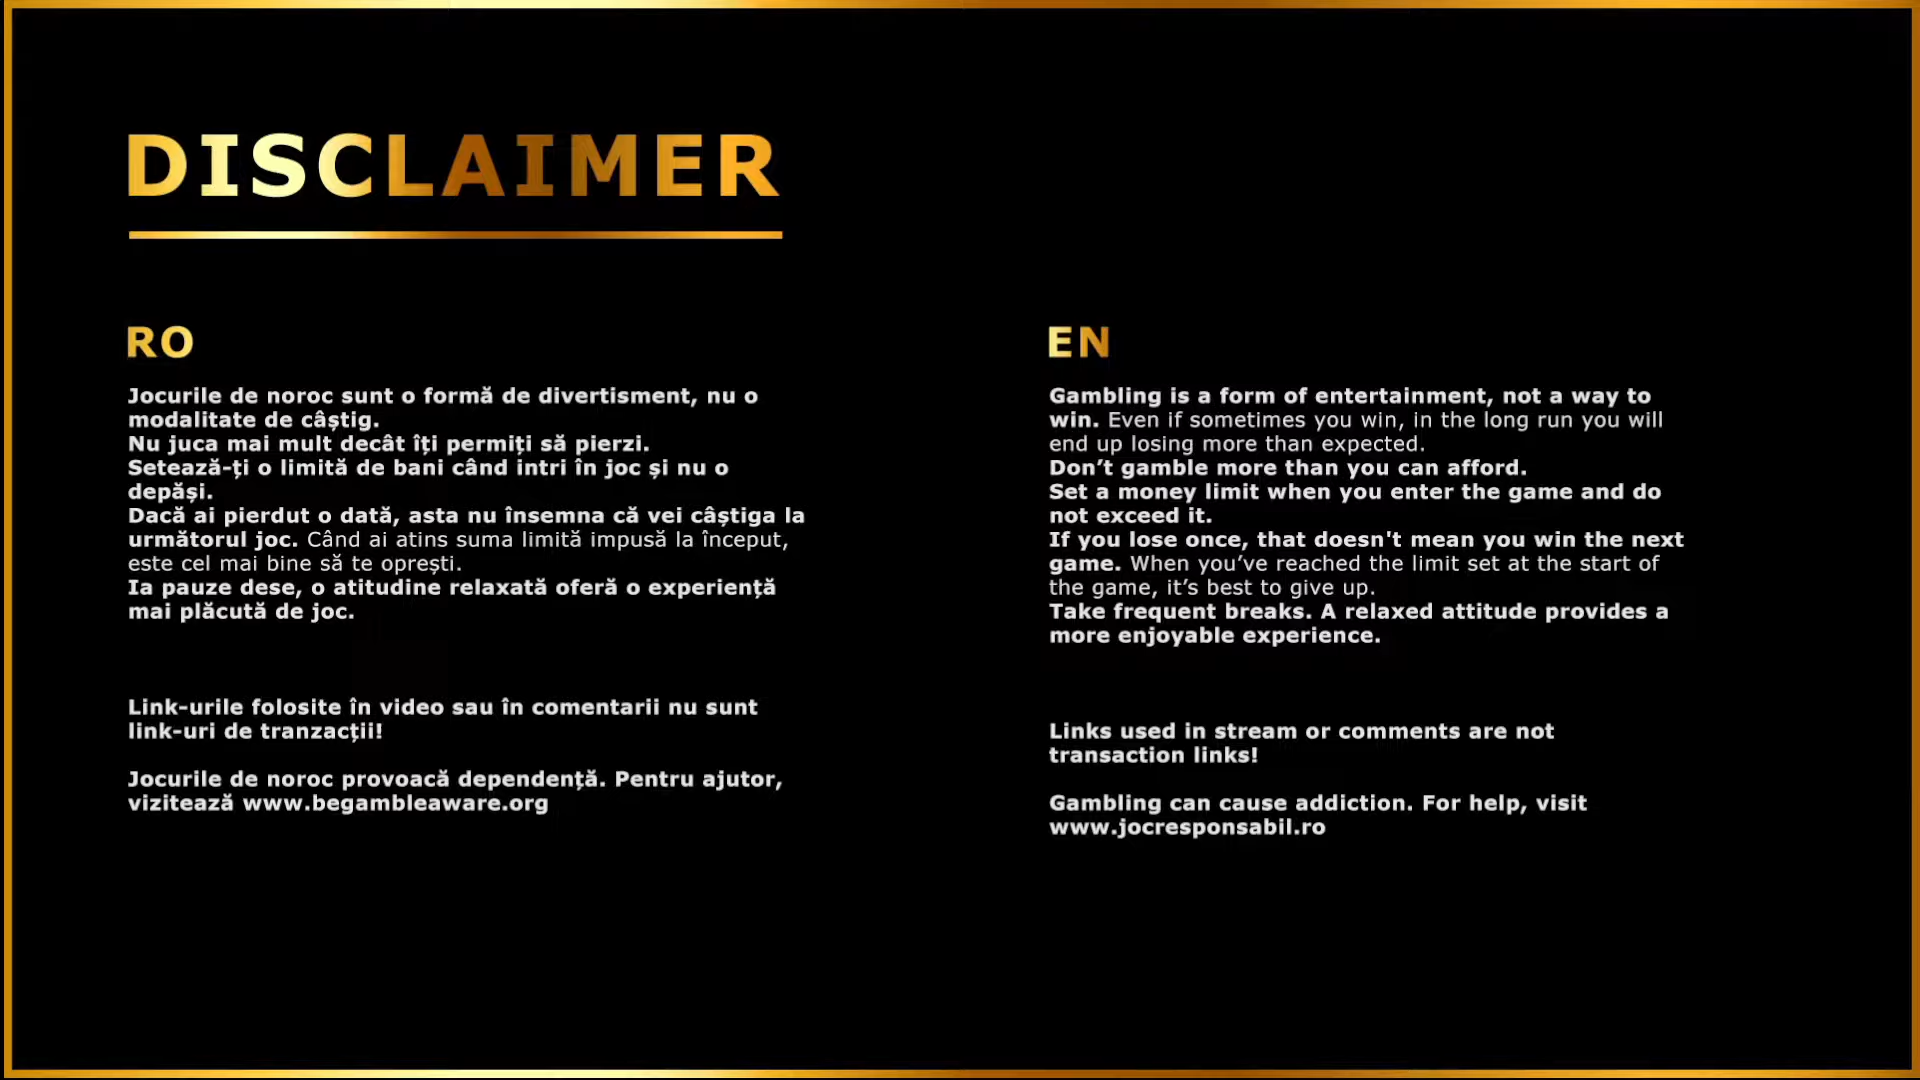 DISCLAIMER
RO
Jocurile de noroc sunt o formă de divertisment, nu o
modalitate de câștig.
Nu juca mai mult decât îți permiți să pierzi.
Setează-ți o limită de bani când intri în joc și nu o
depăși.
Dacă ai pierdut o dată, asta nu însemna că vei câștiga la
următorul joc. Când ai atins suma limită impusă la început,
este cel mai bine să te oprești.
Ia pauze dese, o atitudine relaxată oferă o experiență
mai plăcută de joc.
Link-urile folosite în video sau în comentarii nu sunt
link-uri de tranzacții!
Jocurile de noroc provoacă dependență. Pentru ajutor,
vizitează www.begambleaware.org
EN
Gambling is a form of entertainment, not a way to
win. Even if sometimes you win, in the long run you will
end up losing more than expected.
Don’t gamble more than you can afford.
Set a money limit when you enter the game and do
not exceed it.
If you lose once, that doesn't mean you win the next
game. When you’ve reached the limit set at the start of
the game, it’s best to give up.
Take frequent breaks. A relaxed attitude provides a
more enjoyable experience.
Links used in stream or comments are not
transaction links!
Gambling can cause addiction. For help, visit
www.jocresponsabil.ro